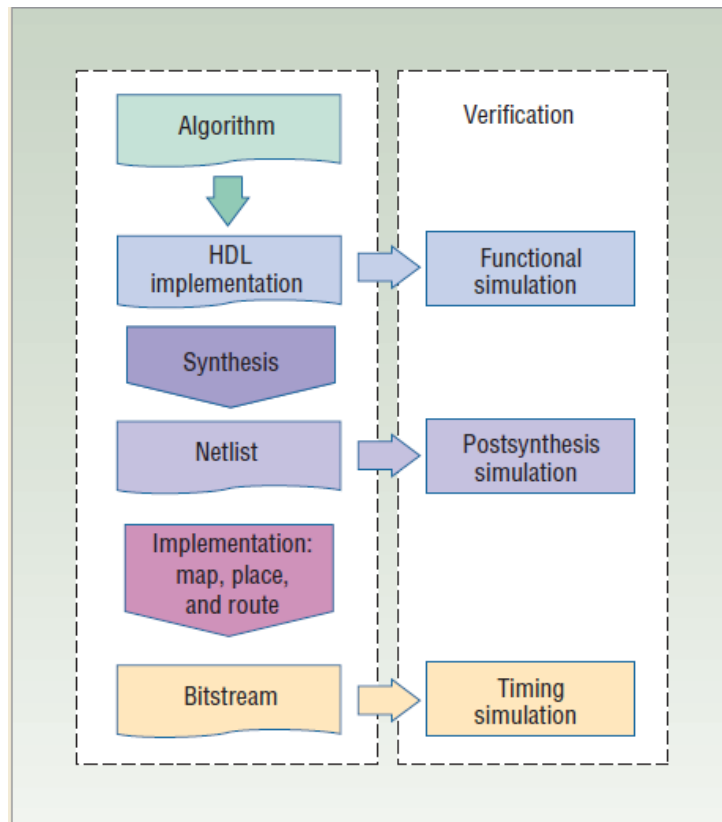 Algorithm
Verification
HDL
implementation
Functional
simulation
Synthesis
Netlist
Postsynthesis
simulation
Implementation:
map, place,
and route
Bitstream
Timing
simulation